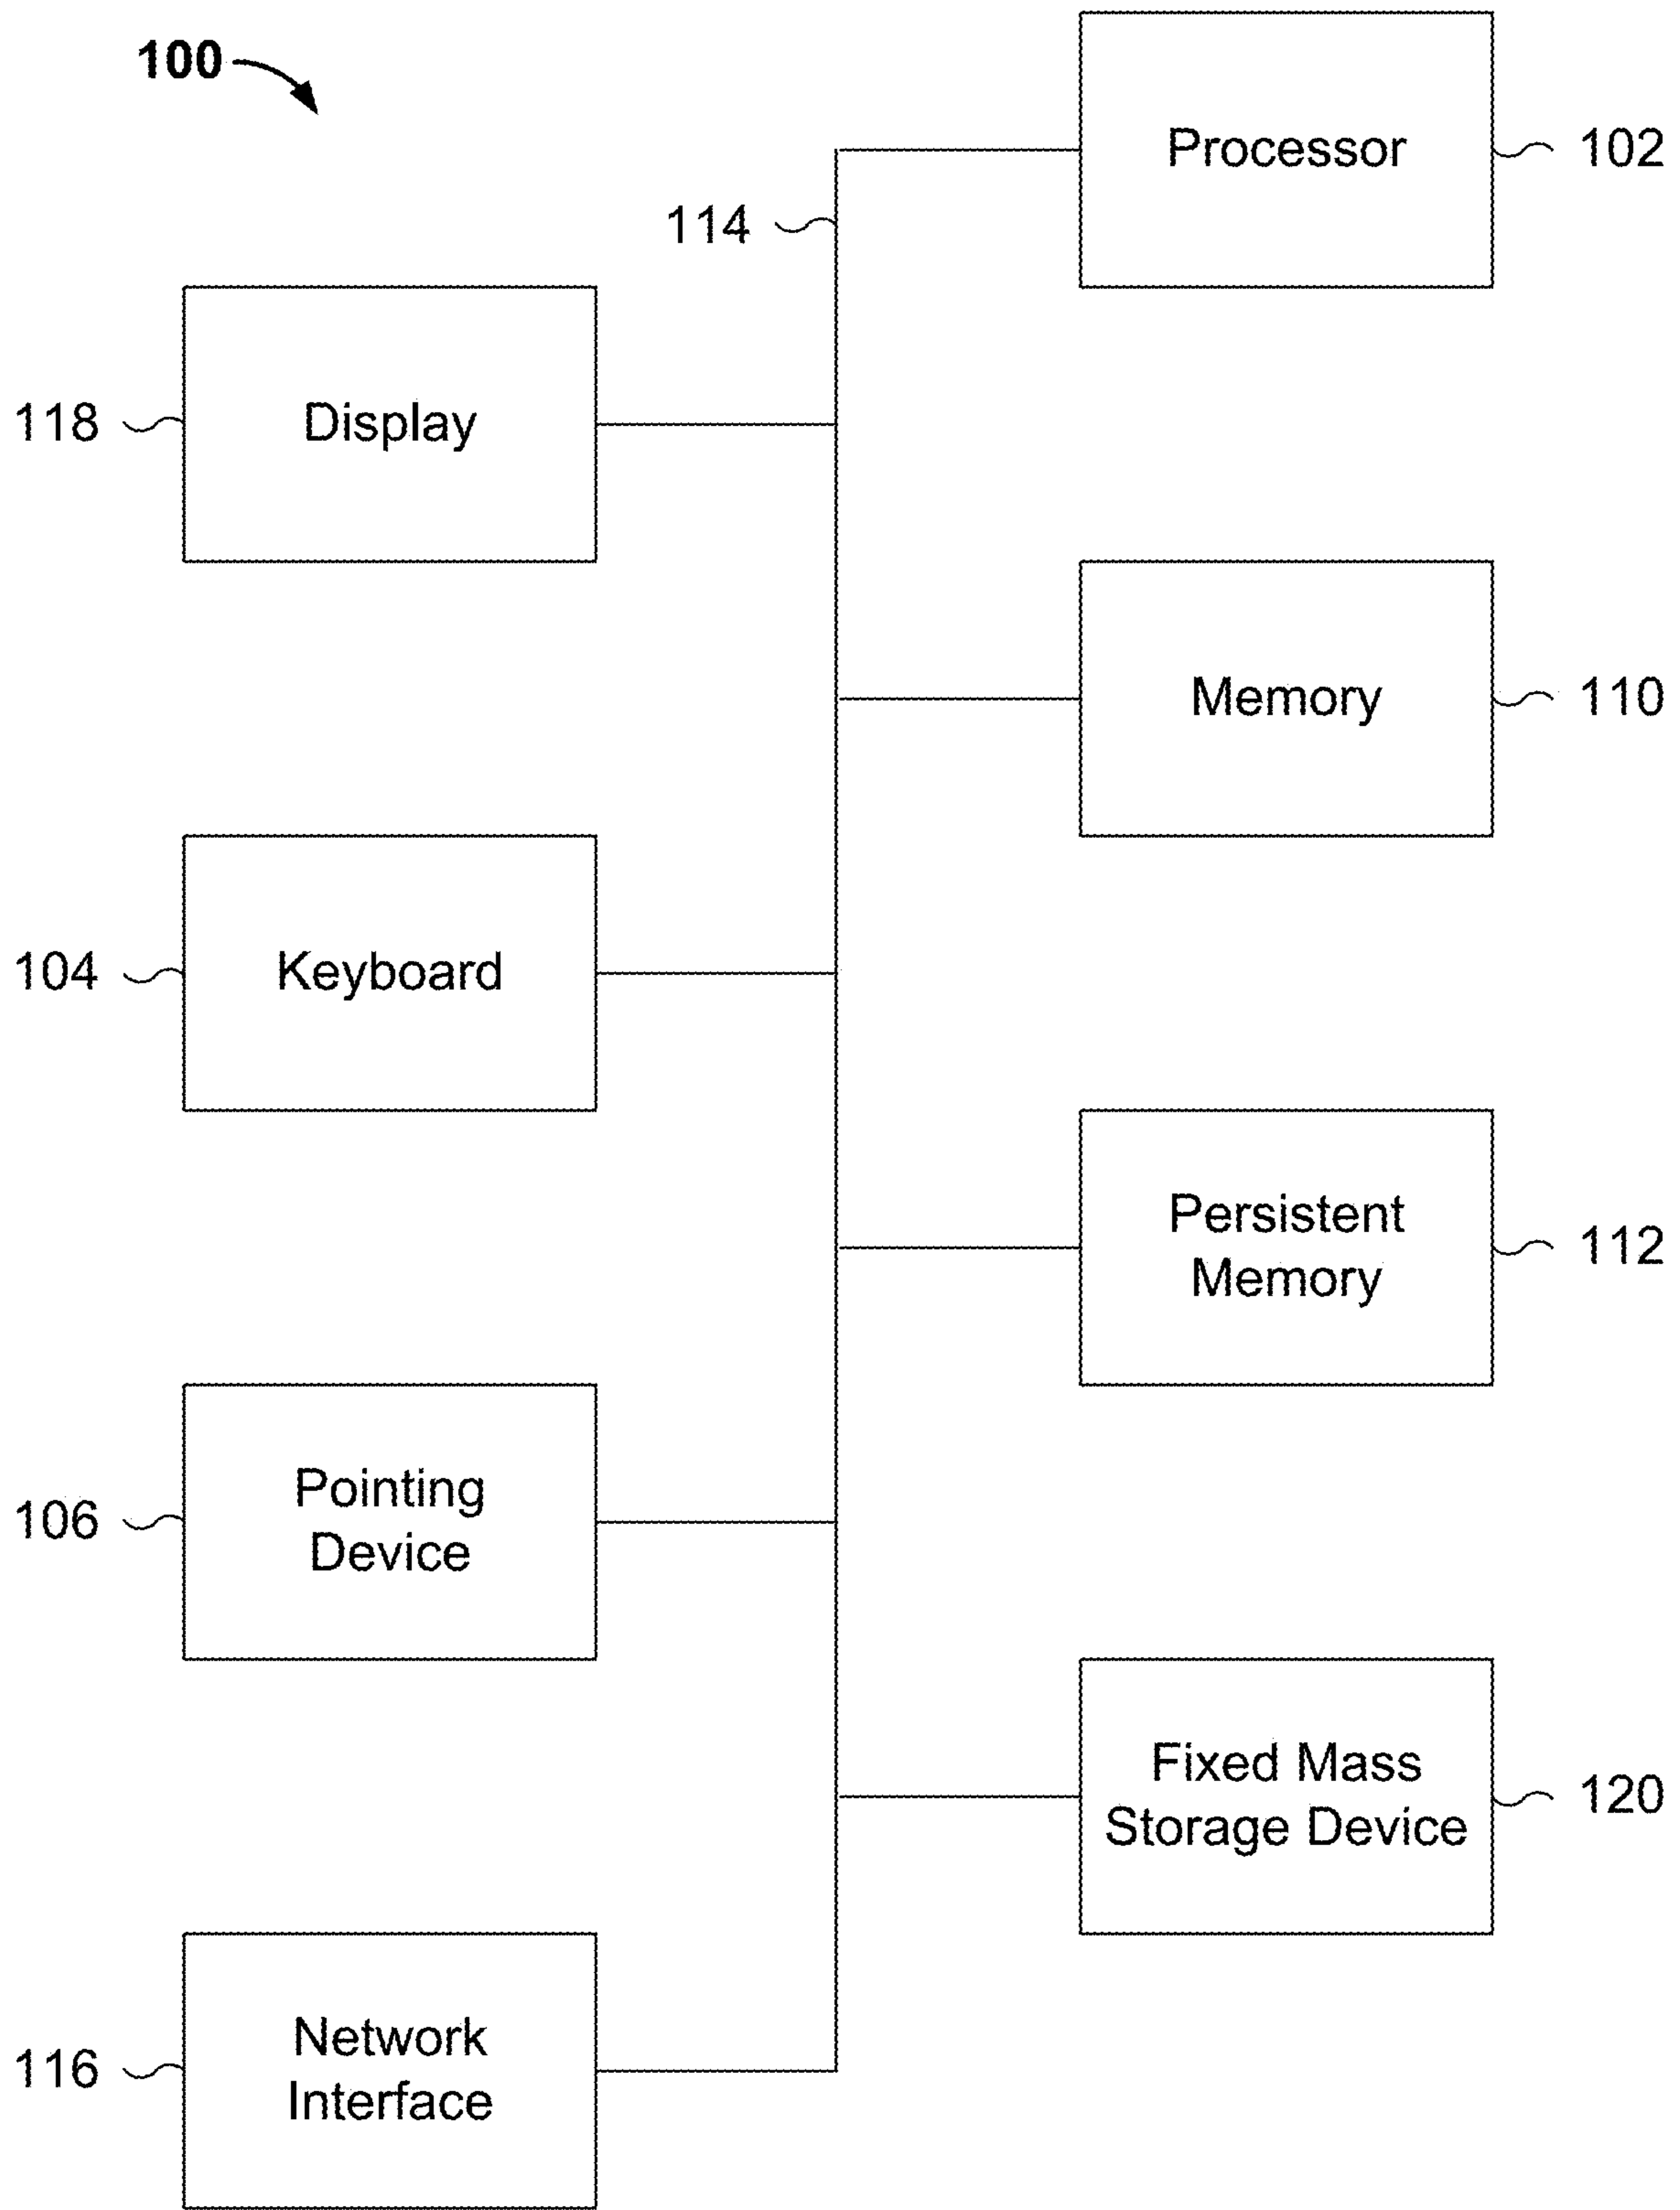 100
Processor
102
114
118
Display
Memory
110
104
Keyboard
Persistent
Memory
112
106
Pointing
Device
Fixed Mass
Storage Device
120
116
Network
Interface